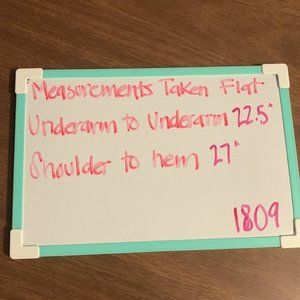 Measurements Taken Flat
Underarm to Underarm 22.5"
Shoulder to hem 27"
1809